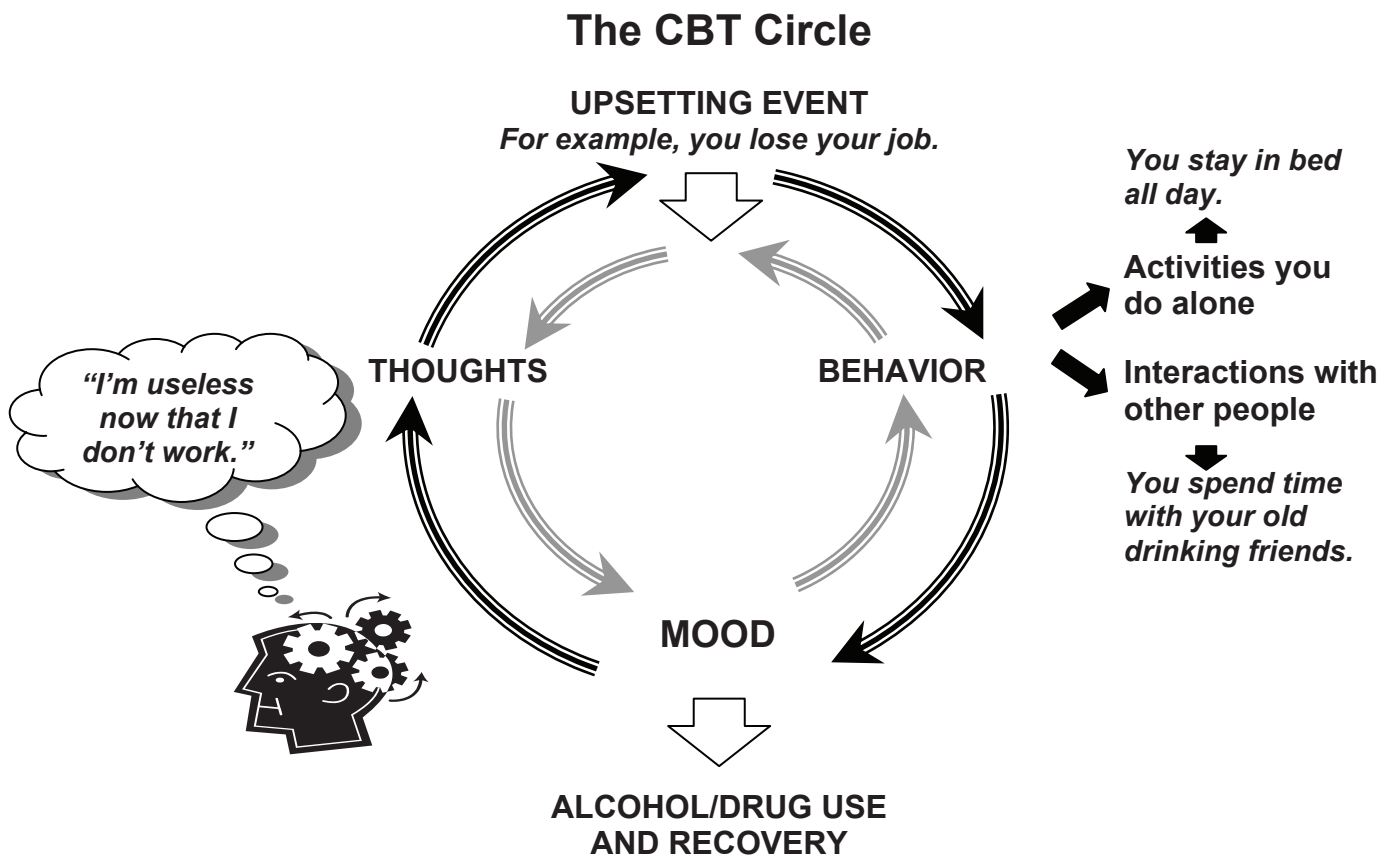 The CBT Circle
UPSETTING EVENT
For example, you lose your job.
You stay in bed
all day.
Activities you
do alone
THOUGHTS
BEHAVIOR
Interactions with
other people
“I’m useless
now that I
don’t work.”
You spend time
with your old
drinking friends.
MOOD
ALCOHOL/DRUG USE
AND RECOVERY